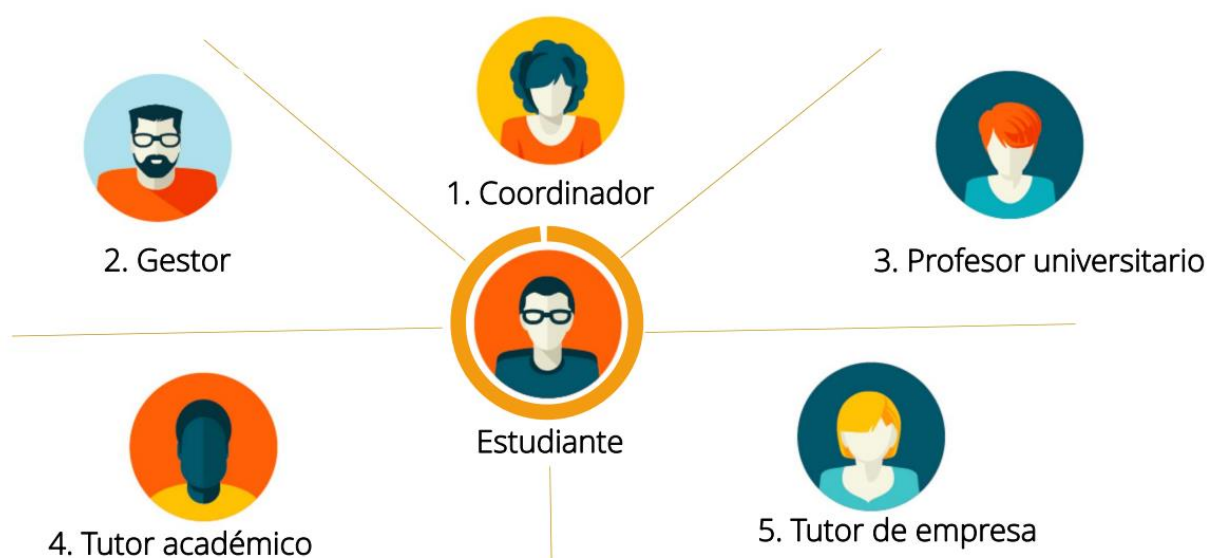 1. Coordinador
2. Gestor
3. Profesor universitario
Estudiante
4. Tutor académico
5. Tutor de empresa